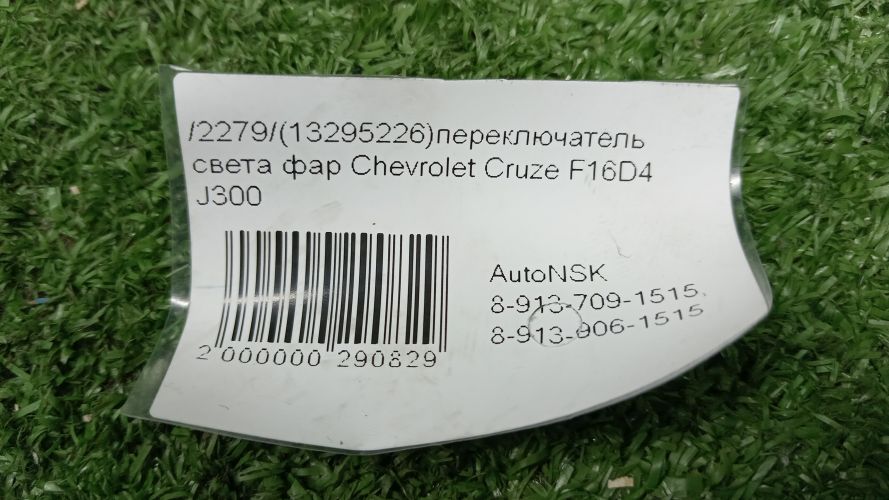 /2279/(13295226)переключатель
света фар Chevrolet Cruze F16D4
J300
AutoNSK
8-913-709-1515,
8-913-906-1515
2 000000 290829